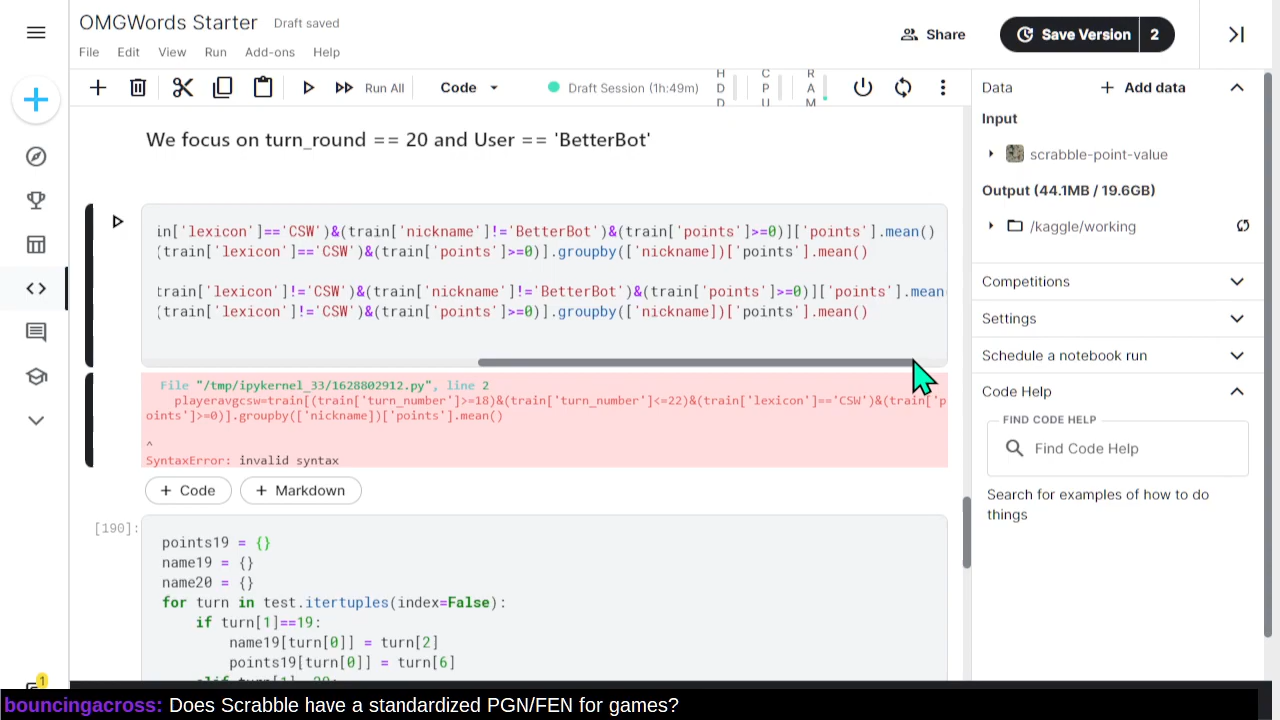 OMGWords Starter
Draft saved
File Edit View Run Add-ons Help
Share
Save Version 2
Run All
Code
Draft Session (1h:49m)
HDD
CPU
RAM
Data
Add data
Input
scrabble-point-value
Output (44.1MB / 19.6GB)
/kaggle/working
Competitions
Settings
Schedule a notebook run
Code Help
FIND CODE HELP
Find Code Help
Search for examples of how to do
things
We focus on turn_round == 20 and User == 'BetterBot'
in['lexicon']=='CSW')&(train['nickname']!='BetterBot')&(train['points']>=0)]['points'].mean()
(train['lexicon']=='CSW')&(train['points']>=0)].groupby(['nickname])['points'].mean()
train['lexicon']!='CSW')&(train['nickname']!='BetterBot')&(train['points']>=0)]['points'].mean
(train['lexicon']!='CSW')&(train['points']>=0)].groupby(['nickname])['points'].mean()
File "/tmp/ipykernel_33/1628802912.py", line 2
playeravgcsw=train[(train['turn_number']>=18)&(train['turn_number']<=22)&(train['lexicon']=='CSW')&(train['p
oints']>=0)].groupby(['nickname])['points'].mean()
^
SyntaxError: invalid syntax
+ Code
+ Markdown
[190]:
points19 = {}
name19 = {}
name20 = {}
for turn in test.itertuples(index=False):
if turn[1]==19:
name19[turn[0]] = turn[2]
points19[turn[0]] = turn[6]
1
bouncingacross: Does Scrabble have a standardized PGN/FEN for games?